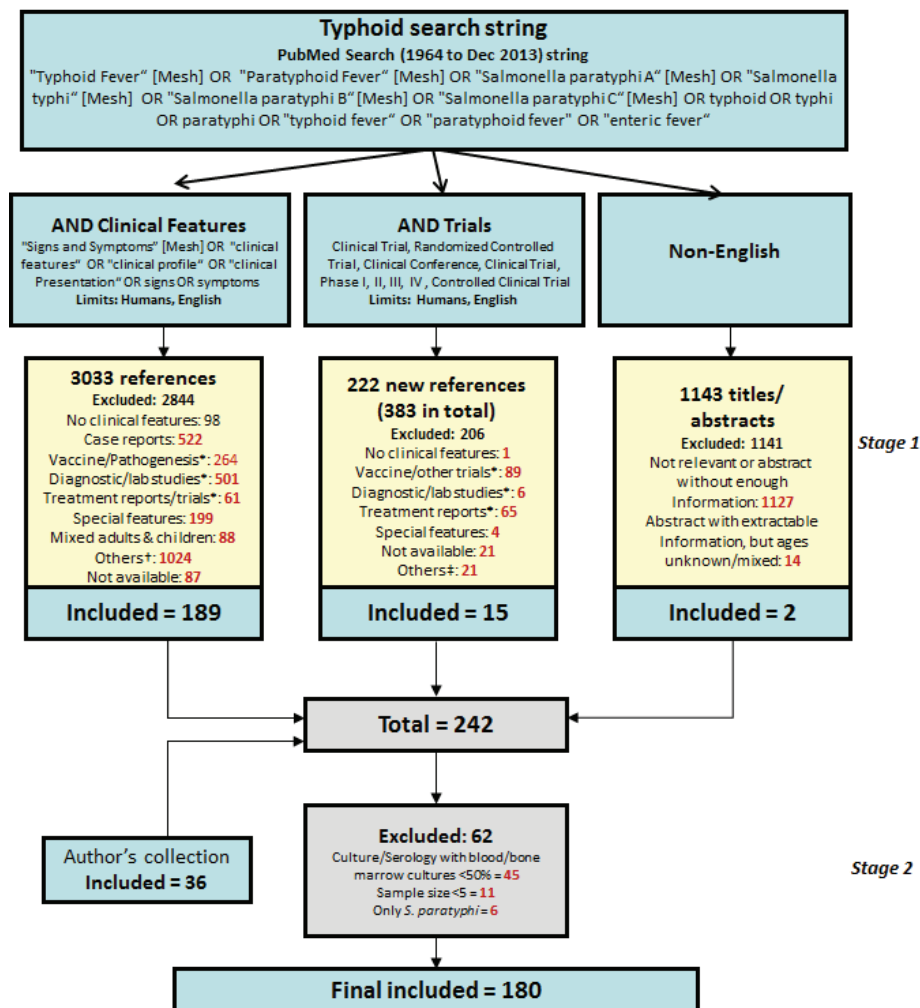 Typhoid search string
PubMed Search (1964 to Dec 2013) string
"Typhoid Fever“ [Mesh] OR "Paratyphoid Fever“ [Mesh] OR "Salmonella paratyphi A“ [Mesh] OR "Salmonella
typhi“ [Mesh] OR "Salmonella paratyphi B“ [Mesh] OR "Salmonella paratyphi C“ [Mesh] OR typhoid OR typhi
OR paratyphi OR "typhoid fever“ OR "paratyphoid fever" OR "enteric fever“
AND Clinical Features
"Signs and Symptoms” [Mesh] OR "clinical
features“ OR "clinical profile“ OR "clinical
Presentation“ OR signs OR symptoms
Limits: Humans, English
AND Trials
Clinical Trial, Randomized Controlled
Trial, Clinical Conference, Clinical Trial,
Phase I, II, III, IV , Controlled Clinical Trial
Limits: Humans, English
Non-English
3033 references
Excluded: 2844
No clinical features: 98
Case reports: 522
Vaccine/Pathogenesis*: 264
Diagnostic/lab studies*: 501
Treatment reports/trials*: 61
Special features: 199
Mixed adults & children: 88
Others†: 1024
Not available: 87
Included = 189
222 new references
(383 in total)
Excluded: 206
No clinical features: 1
Vaccine/other trials*: 89
Diagnostic/lab studies*: 6
Treatment reports*: 65
Special features: 4
Not available: 21
Others‡: 21
Included = 15
1143 titles/
abstracts
Excluded: 1141
Not relevant or abstract
without enough
Information: 1127
Abstract with extractable
Information, but ages
unknown/mixed: 14
Included = 2
Stage 1
Total = 242
Author’s collection
Included = 36
Excluded: 62
Culture/Serology with blood/bone
marrow cultures <50% = 45
Sample size <5 = 11
Only S. paratyphi = 6
Stage 2
Final included = 180